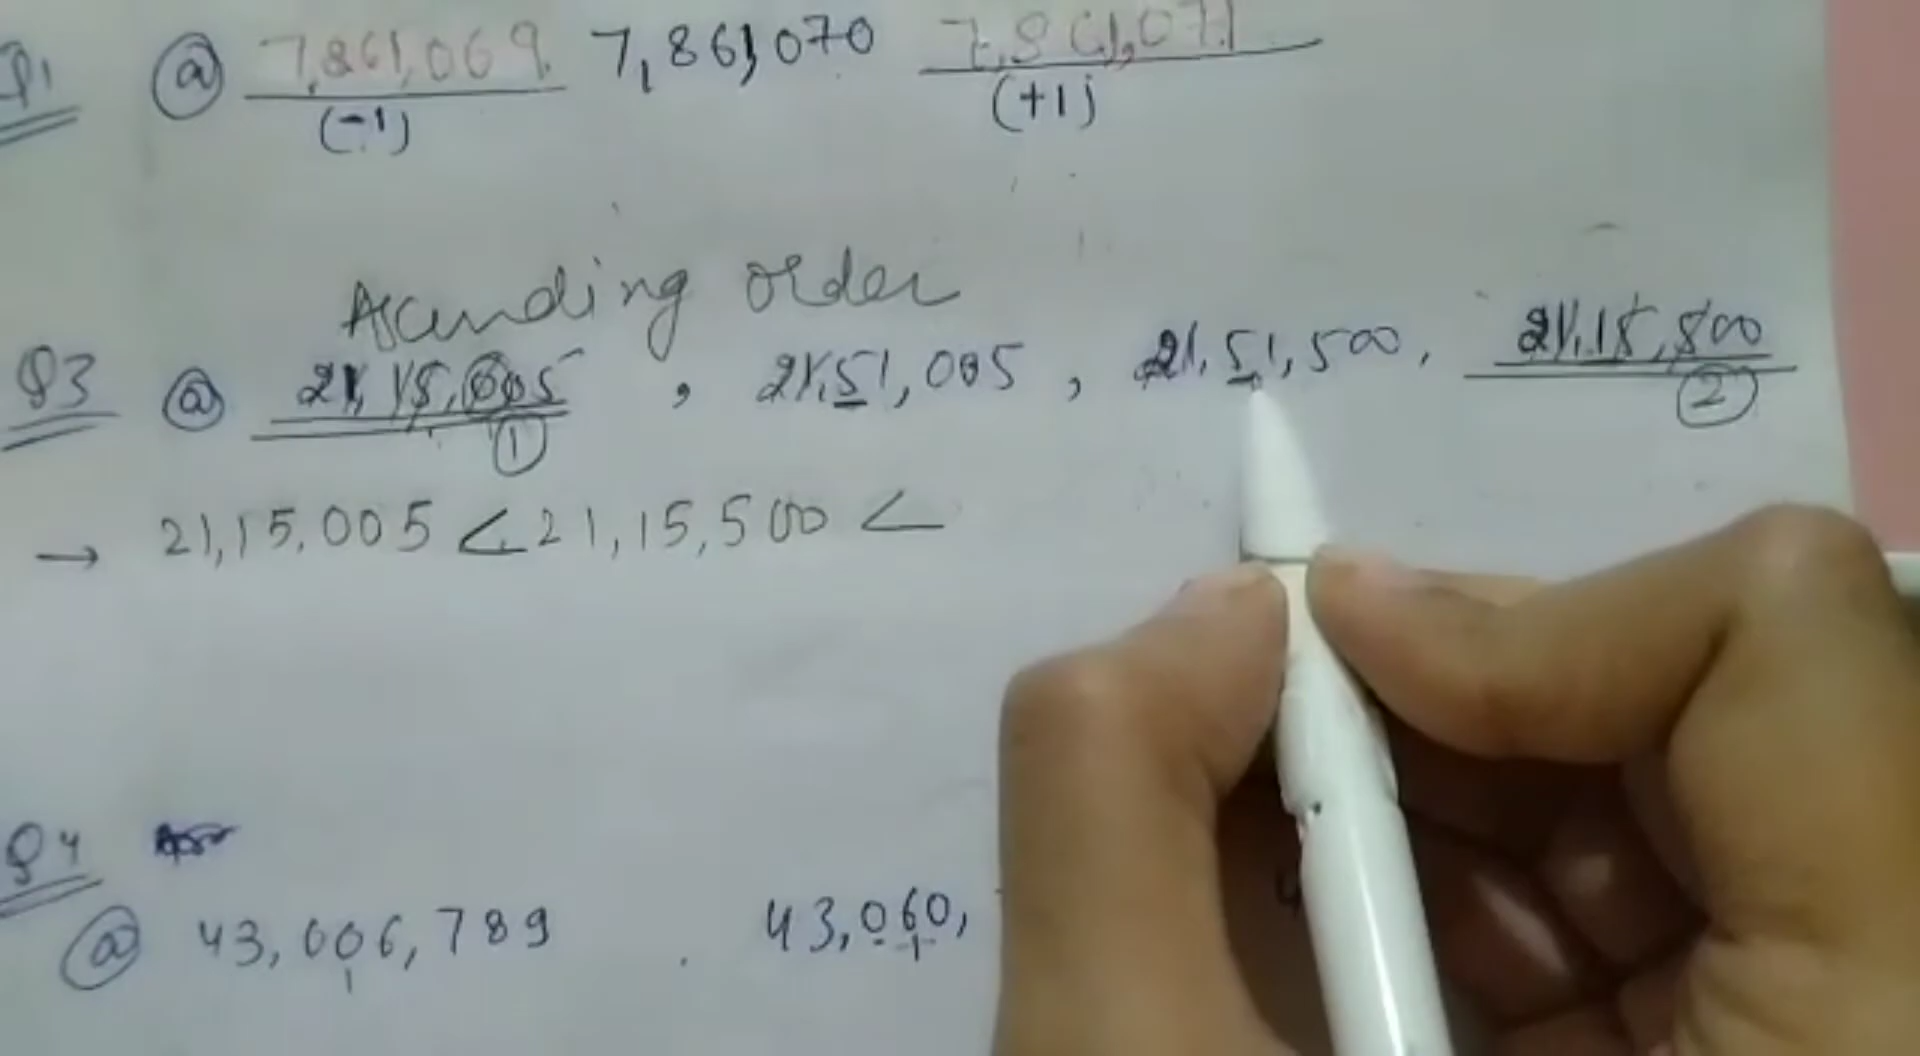 Q1 (a) 7,861,069 7,861,070 7,861,071
(-1) (+1)
Ascending order
Q3 (a) 21,15,005 , 21,51,005 , 21,51,500, 21,15,500
(1) (2)
→ 21,15,005 < 21,15,500 <
Q4
(a) 43,006,789 43,060,